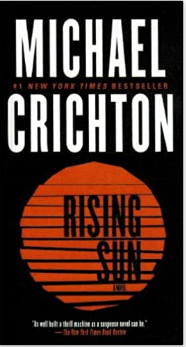 MICHAEL
#1 NEW YORK TIMES BESTSELLER
CRICHTON
RISING
SUN
A NOVEL
"As well built a thrill machine as a suspense novel can be."
—The New York Times Book Review